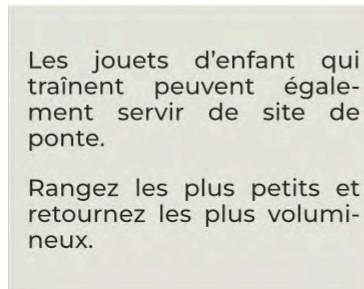 Les jouets d'enfant qui
traînent peuvent égale-
ment servir de site de
ponte.
Rangez les plus petits et
retournez les plus volumi-
neux.